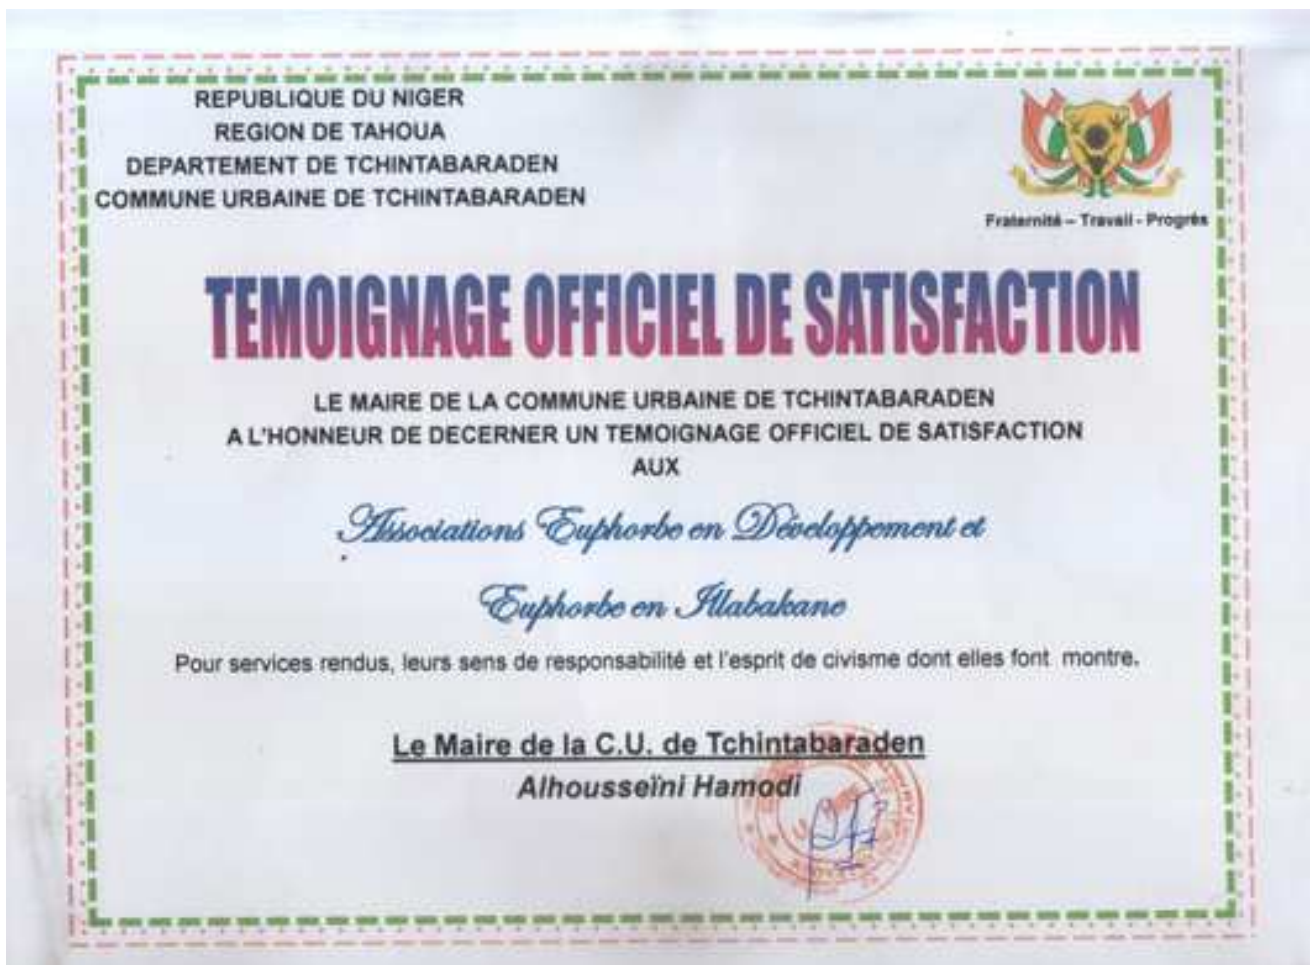 REPUBLIQUE DU NIGER
REGION DE TAHOUA
DEPARTEMENT DE TCHINTABARADEN
COMMUNE URBAINE DE TCHINTABARADEN
Fraternité – Travail - Progrès
TEMOIGNAGE OFFICIEL DE SATISFACTION
LE MAIRE DE LA COMMUNE URBAINE DE TCHINTABARADEN
A L'HONNEUR DE DECERNER UN TEMOIGNAGE OFFICIEL DE SATISFACTION
AUX
Associations Euphorbe en Développement et
Euphorbe en Illabakane
Pour services rendus, leurs sens de responsabilité et l'esprit de civisme dont elles font montre.
Le Maire de la C.U. de Tchintabaraden
Alhousseïni Hamodi